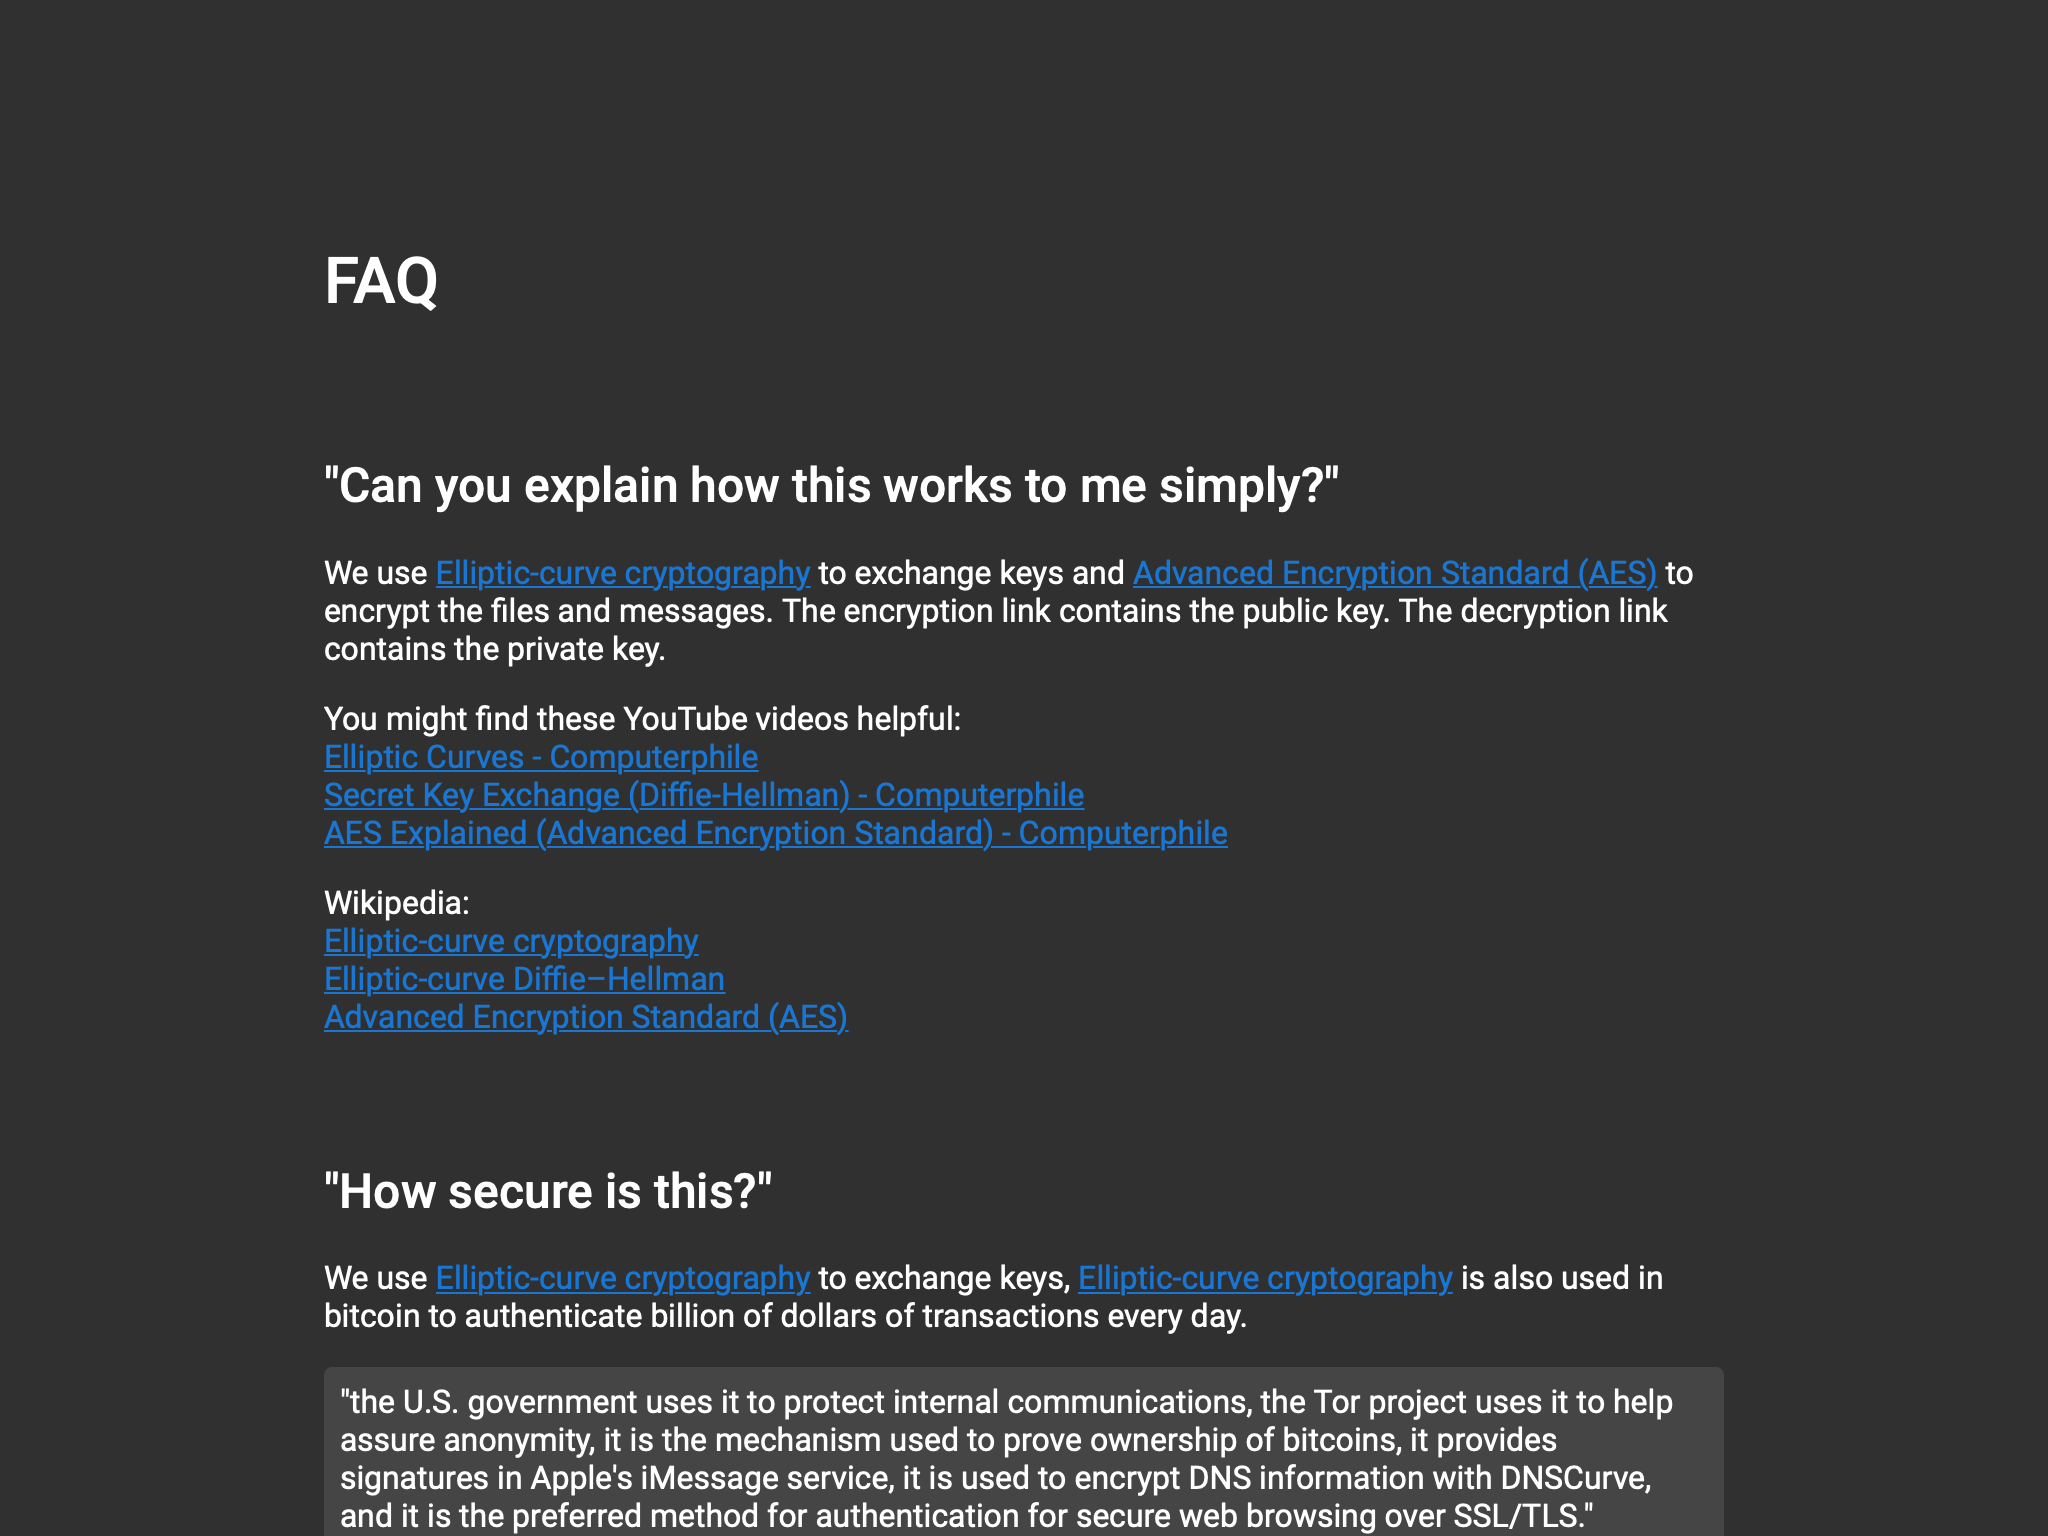 FAQ
"Can you explain how this works to me simply?"
We use Elliptic-curve cryptography to exchange keys and Advanced Encryption Standard (AES) to
encrypt the files and messages. The encryption link contains the public key. The decryption link
contains the private key.
You might find these YouTube videos helpful:
Elliptic Curves - Computerphile
Secret Key Exchange (Diffie-Hellman) - Computerphile
AES Explained (Advanced Encryption Standard) - Computerphile
Wikipedia:
Elliptic-curve cryptography
Elliptic-curve Diffie–Hellman
Advanced Encryption Standard (AES)
"How secure is this?"
We use Elliptic-curve cryptography to exchange keys, Elliptic-curve cryptography is also used in
bitcoin to authenticate billion of dollars of transactions every day.
"the U.S. government uses it to protect internal communications, the Tor project uses it to help
assure anonymity, it is the mechanism used to prove ownership of bitcoins, it provides
signatures in Apple's iMessage service, it is used to encrypt DNS information with DNSCurve,
and it is the preferred method for authentication for secure web browsing over SSL/TLS."